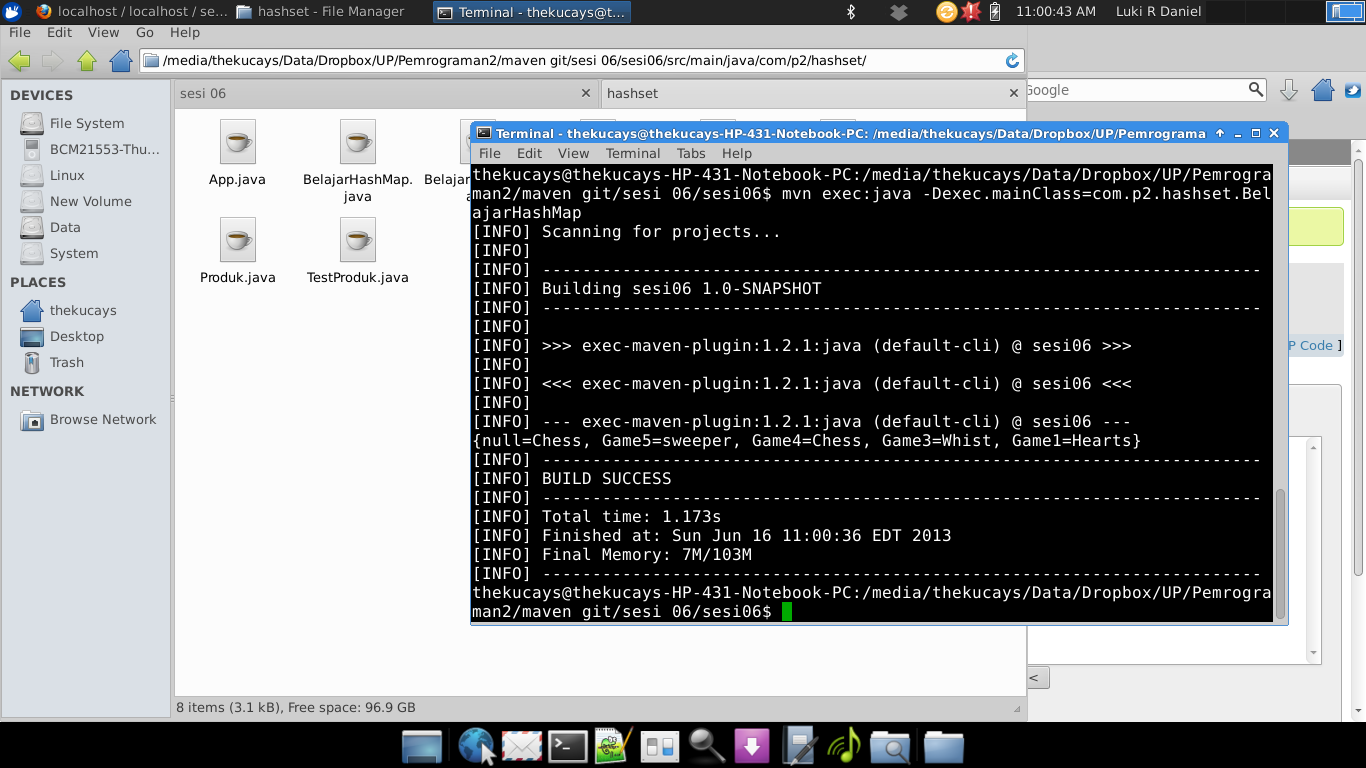 localhost / localhost / se...
hashset - File Manager
Terminal - thekucays@t...
11:00:43 AM
Luki R Daniel
File Edit View Go Help
/media/thekucays/Data/Dropbox/UP/Pemrograman2/maven git/sesi 06/sesi06/src/main/java/com/p2/hashset/
Google
DEVICES
File System
BCM21553-Thu...
Linux
New Volume
Data
System
PLACES
thekucays
Desktop
Trash
NETWORK
Browse Network
sesi 06
hashset
App.java
BelajarHashMap.
Belajar
Produk.java
TestProduk.java
Terminal - thekucays@thekucays-HP-431-Notebook-PC: /media/thekucays/Data/Dropbox/UP/Pemrograma
File Edit View Terminal Tabs Help
thekucays@thekucays-HP-431-Notebook-PC:/media/thekucays/Data/Dropbox/UP/Pemrogra
man2/maven git/sesi 06/sesi06$ mvn exec:java -Dexec.mainClass=com.p2.hashset.Bel
ajarHashMap
[INFO] Scanning for projects...
[INFO]
[INFO] ------------------------------------------------------------------------
[INFO] Building sesi06 1.0-SNAPSHOT
[INFO] ------------------------------------------------------------------------
[INFO]
[INFO] >>> exec-maven-plugin:1.2.1:java (default-cli) @ sesi06 >>>
[INFO]
[INFO] <<< exec-maven-plugin:1.2.1:java (default-cli) @ sesi06 <<<
[INFO]
[INFO] --- exec-maven-plugin:1.2.1:java (default-cli) @ sesi06 ---
{null=Chess, Game5=sweeper, Game4=Chess, Game3=Whist, Game1=Hearts}
[INFO] ------------------------------------------------------------------------
[INFO] BUILD SUCCESS
[INFO] ------------------------------------------------------------------------
[INFO] Total time: 1.173s
[INFO] Finished at: Sun Jun 16 11:00:36 EDT 2013
[INFO] Final Memory: 7M/103M
[INFO] ------------------------------------------------------------------------
thekucays@thekucays-HP-431-Notebook-PC:/media/thekucays/Data/Dropbox/UP/Pemrogra
man2/maven git/sesi 06/sesi06$
P Code ]
<
8 items (3.1 kB), Free space: 96.9 GB